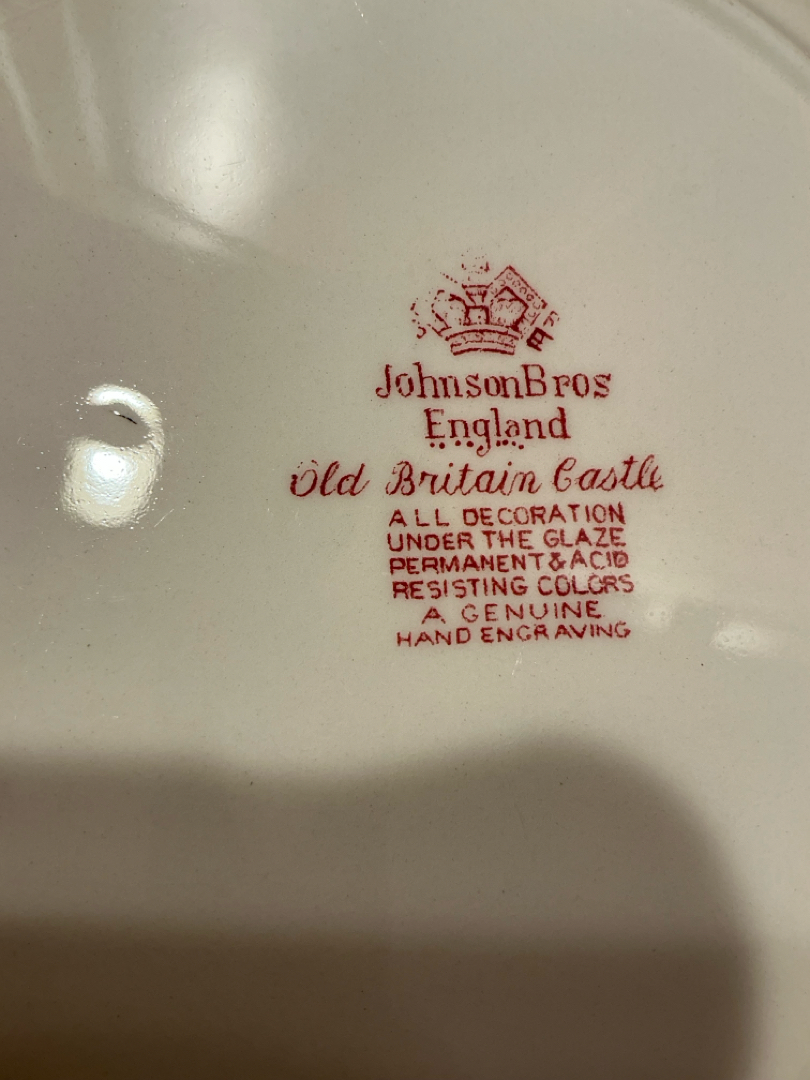 JohnsonBros
England
Old Britain Castle
ALL DECORATION
UNDER THE GLAZE
PERMANENT & ACID
RESISTING COLORS
A GENUINE
HAND ENGRAVING